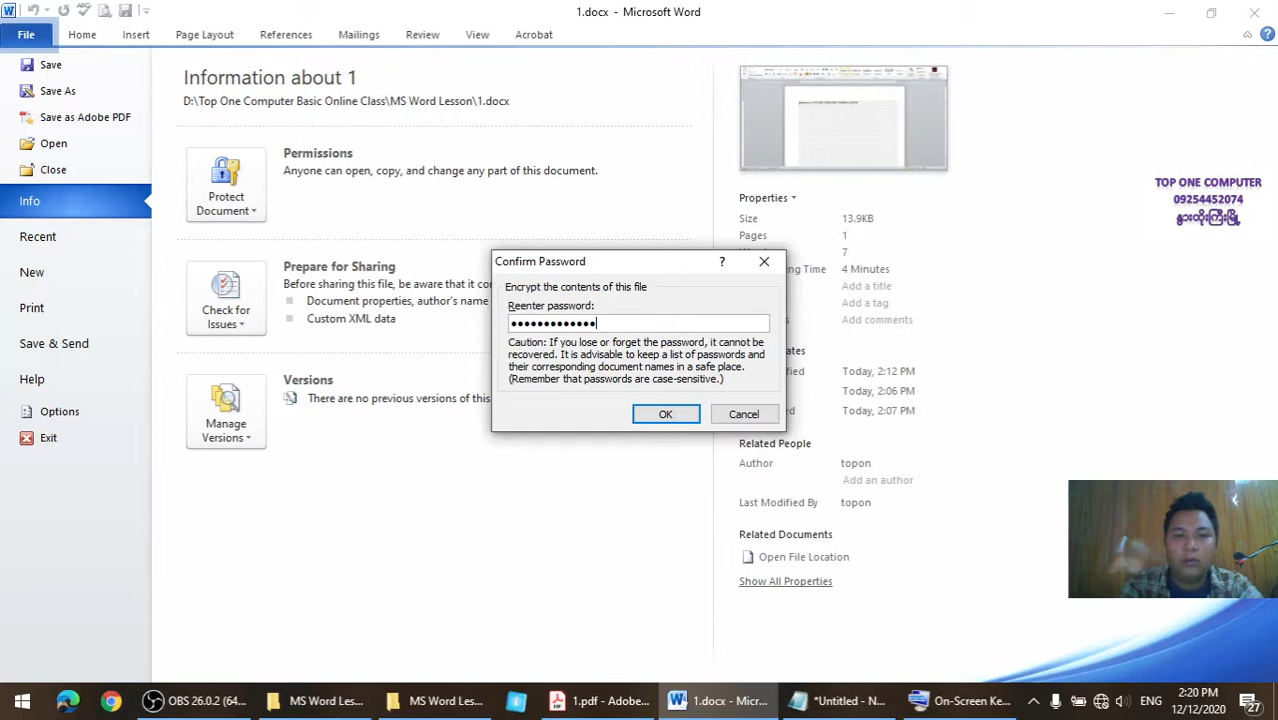 1.docx - Microsoft Word
File Home Insert Page Layout References Mailings Review View Acrobat
Save
Save As
Save as Adobe PDF
Open
Close
Info
Recent
New
Print
Save & Send
Help
Options
Exit
Information about 1
D:\Top One Computer Basic Online Class\MS Word Lesson\1.docx
Protect
Document
Permissions
Anyone can open, copy, and change any part of this document.
Check for
Issues
Prepare for Sharing
Before sharing this file, be aware that it
Document properties, author's name
Custom XML data
Manage
Versions
Versions
There are no previous versions of this
Confirm Password
?
Encrypt the contents of this file
Reenter password:
●●●●●●●●●●●●●
Caution: If you lose or forget the password, it cannot be
recovered. It is advisable to keep a list of passwords and
their corresponding document names in a safe place.
(Remember that passwords are case-sensitive.)
OK Cancel
Properties
Size 13.9KB
Pages 1
7
Time 4 Minutes
Add a title
Add a tag
Add comments
Today, 2:12 PM
Today, 2:06 PM
Today, 2:07 PM
Related People
Author topon
Add an author
Last Modified By topon
Related Documents
Open File Location
Show All Properties
TOP ONE COMPUTER
09254452074
နွားထိုးကြီးမြို့
OBS 26.0.2 (64... MS Word Les... MS Word Les... 1.pdf - Adobe... 1.docx - Micr... *Untitled - N... On-Screen Ke... ENG 2:20 PM
12/12/2020
27